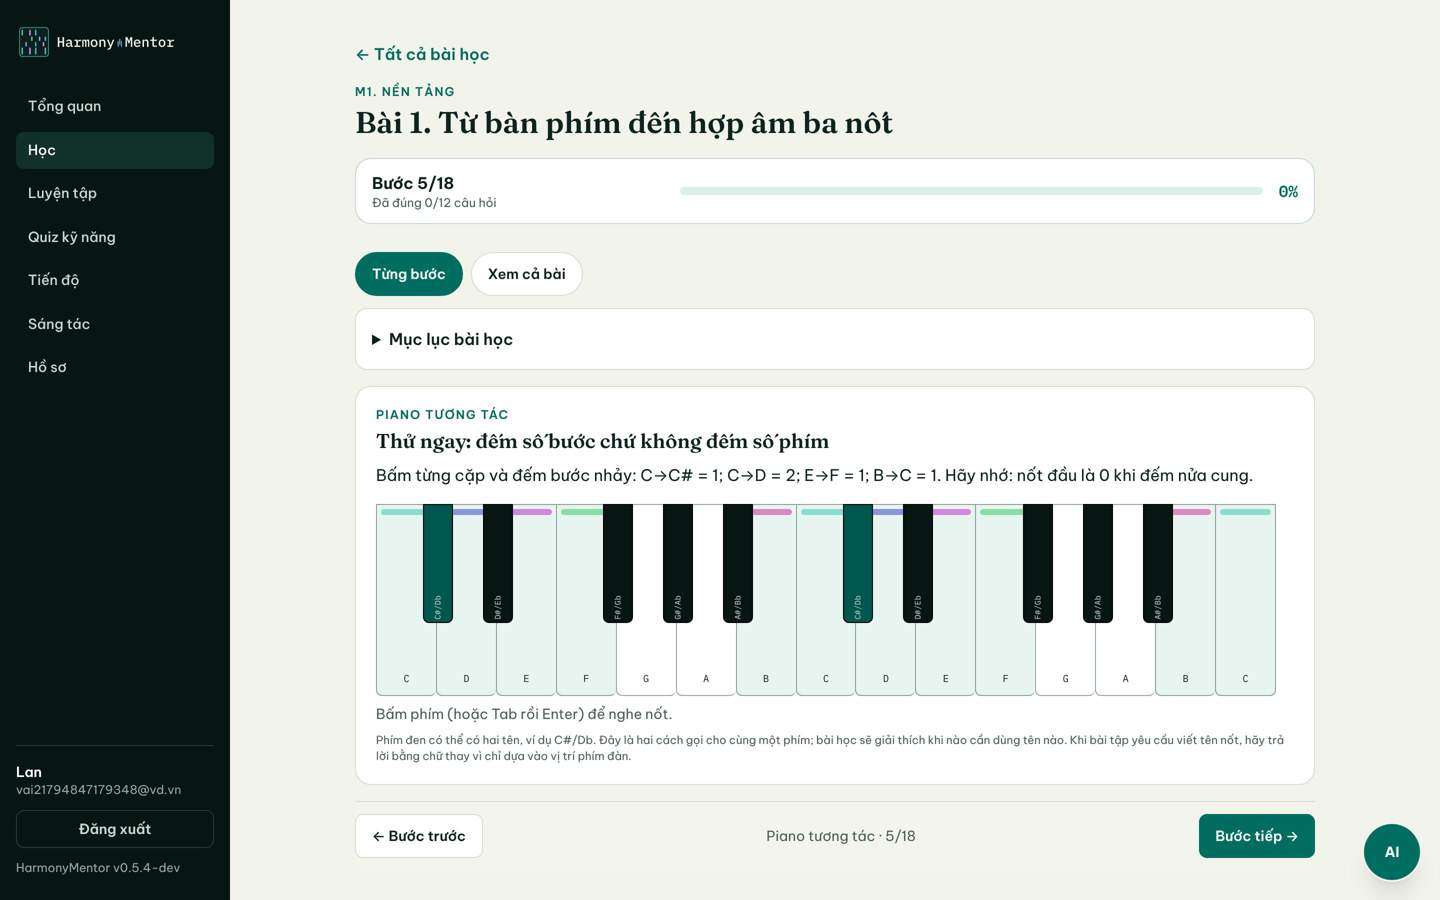 Harmony Mentor
Tổng quan
Học
Luyện tập
Quiz kỹ năng
Tiến độ
Sáng tác
Hồ sơ
Lan
vai21794847179348@vd.vn
Đăng xuất
HarmonyMentor v0.5.4-dev
← Tất cả bài học
M1. NỀN TẢNG
Bài 1. Từ bàn phím đến hợp âm ba nốt
Bước 5/18
Đã đúng 0/12 câu hỏi
0%
Từng bước
Xem cả bài
▶ Mục lục bài học
PIANO TƯƠNG TÁC
Thử ngay: đếm số bước chứ không đếm số phím
Bấm từng cặp và đếm bước nhảy: C→C# = 1; C→D = 2; E→F = 1; B→C = 1. Hãy nhớ: nốt đầu là 0 khi đếm nửa cung.
C#/Db D#/Eb F#/Gb G#/Ab A#/Bb C#/Db D#/Eb F#/Gb G#/Ab A#/Bb
C D E F G A B C D E F G A B C
Bấm phím (hoặc Tab rồi Enter) để nghe nốt.
Phím đen có thể có hai tên, ví dụ C#/Db. Đây là hai cách gọi cho cùng một phím; bài học sẽ giải thích khi nào cần dùng tên nào. Khi bài tập yêu cầu viết tên nốt, hãy trả
lời bằng chữ thay vì chỉ dựa vào vị trí phím đàn.
← Bước trước
Piano tương tác · 5/18
Bước tiếp →
AI